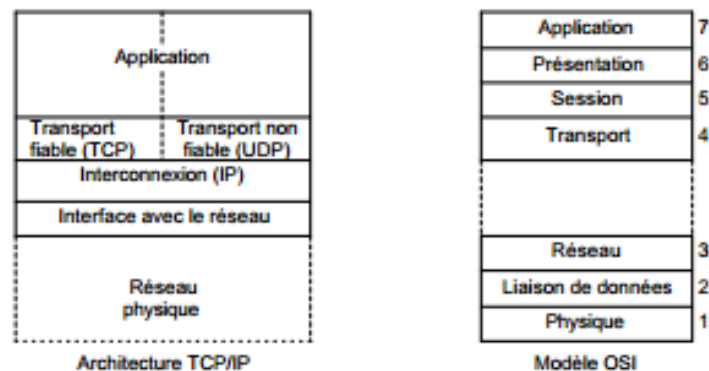 Application
Transport
fiable (TCP)
Transport non
fiable (UDP)
Interconnexion (IP)
Interface avec le réseau
Réseau
physique
Architecture TCP/IP
Application 7
Présentation 6
Session 5
Transport 4
Réseau 3
Liaison de données 2
Physique 1
Modèle OSI